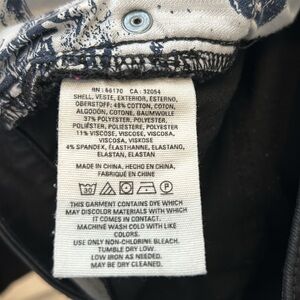 RN : 66170 CA : 32054
SHELL, VESTE, EXTERIOR, ESTERNO,
OBERSTOFF: 48% COTTON, COTON,
ALGODÓN, COTONE, BAUMWOLLE
37% POLYESTER, POLYESTER,
POLIÉSTER, POLIESTERE, POLYESTER
11% VISCOSE, VISCOSE, VISCOSA,
VISCOSA, VISKOSE
4% SPANDEX, ÉLASTHANNE, ELASTANO,
ELASTAN, ELASTAN
MADE IN CHINA, HECHO EN CHINA,
FABRIQUÉ EN CHINE
30
THIS GARMENT CONTAINS DYE WHICH
MAY DISCOLOR MATERIALS WITH WHICH
IT COMES IN CONTACT.
MACHINE WASH COLD WITH LIKE
COLORS.
USE ONLY NON-CHLORINE BLEACH.
TUMBLE DRY LOW.
LOW IRON AS NEEDED.
MAY BE DRY CLEANED.